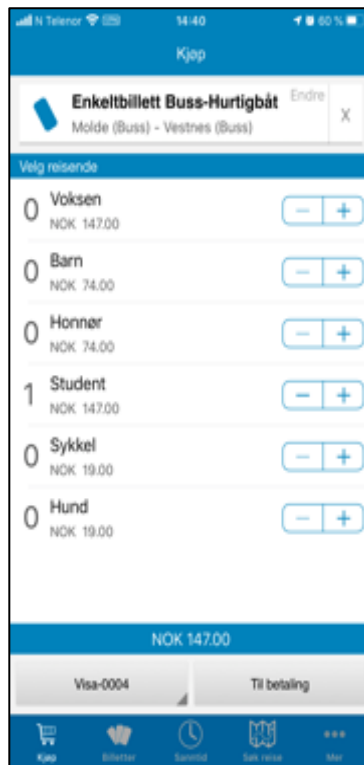 N Telenor 14:40 60 %
Kjøp
Enkeltbillett Buss-Hurtigbåt Endre X
Molde (Buss) - Vestnes (Buss)
Velg reisende
0 Voksen
NOK 147.00
0 Barn
NOK 74.00
0 Honnør
NOK 74.00
1 Student
NOK 147.00
0 Sykkel
NOK 19.00
0 Hund
NOK 19.00
NOK 147.00
Visa-0004 Til betaling
Kjøp Billetter Sanntid Søk reise Mer